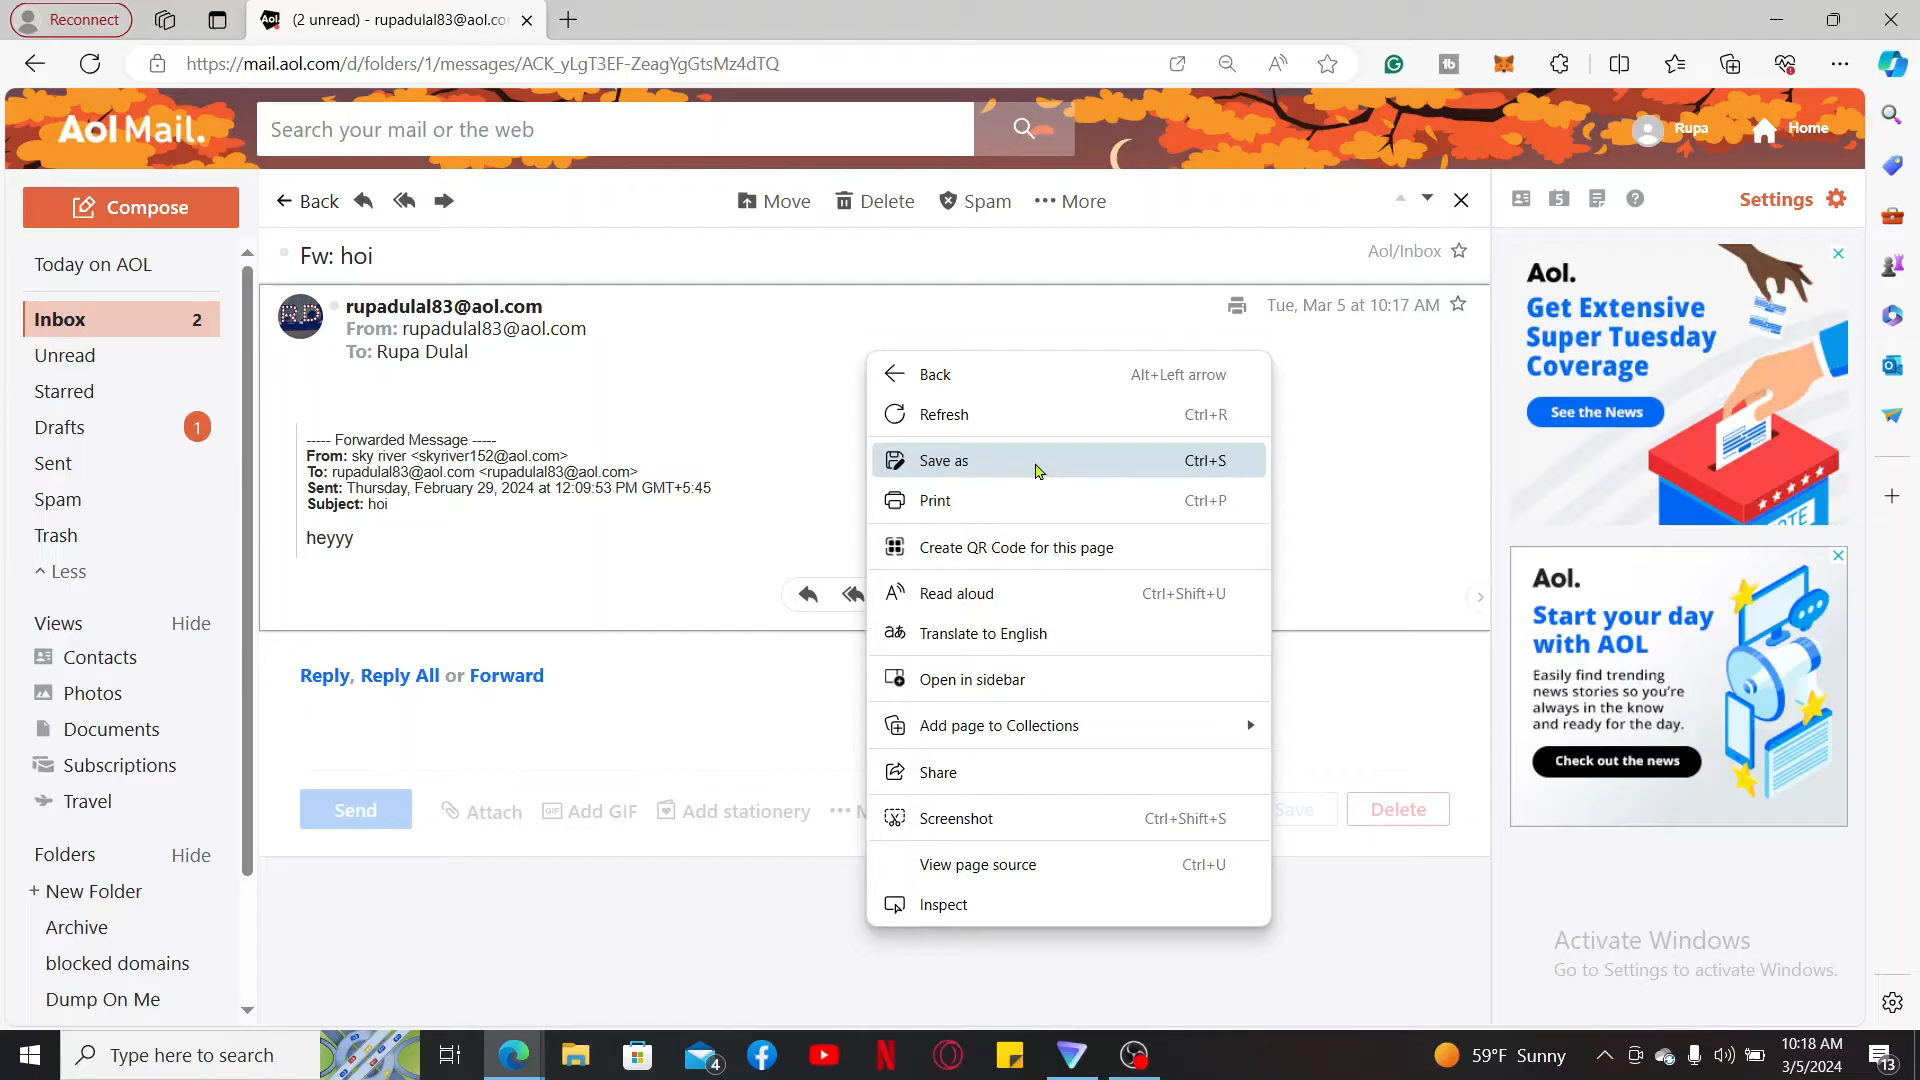 Reconnect
(2 unread) - rupadulal83@aol.co
https://mail.aol.com/d/folders/1/messages/ACK_yLgT3EF-ZeagYgGtsMz4dTQ
Aol Mail.
Search your mail or the web
Rupa
Home
Compose
Back
Move
Delete
Spam
More
Settings
Today on AOL
Fw: hoi
Aol/Inbox
Inbox 2
Unread
Starred
Drafts 1
Sent
Spam
Trash
Less
Views Hide
Contacts
Photos
Documents
Subscriptions
Travel
Folders Hide
+ New Folder
Archive
blocked domains
Dump On Me
RD
rupadulal83@aol.com
Tue, Mar 5 at 10:17 AM
From: rupadulal83@aol.com
To: Rupa Dulal
----- Forwarded Message -----
From: sky river <skyriver152@aol.com>
To: rupadulal83@aol.com <rupadulal83@aol.com>
Sent: Thursday, February 29, 2024 at 12:09:53 PM GMT+5:45
Subject: hoi
heyyy
Reply, Reply All or Forward
Send
Attach
GIF Add GIF
Add stationery
Save
Delete
Back Alt+Left arrow
Refresh Ctrl+R
Save as Ctrl+S
Print Ctrl+P
Create QR Code for this page
Read aloud Ctrl+Shift+U
Translate to English
Open in sidebar
Add page to Collections
Share
Screenshot Ctrl+Shift+S
View page source Ctrl+U
Inspect
Aol.
Get Extensive
Super Tuesday
Coverage
See the News
VOTE
Aol.
Start your day
with AOL
Easily find trending
news stories so you're
always in the know
and ready for the day.
Check out the news
Activate Windows
Go to Settings to activate Windows.
Type here to search
4
59°F Sunny
10:18 AM
3/5/2024
13